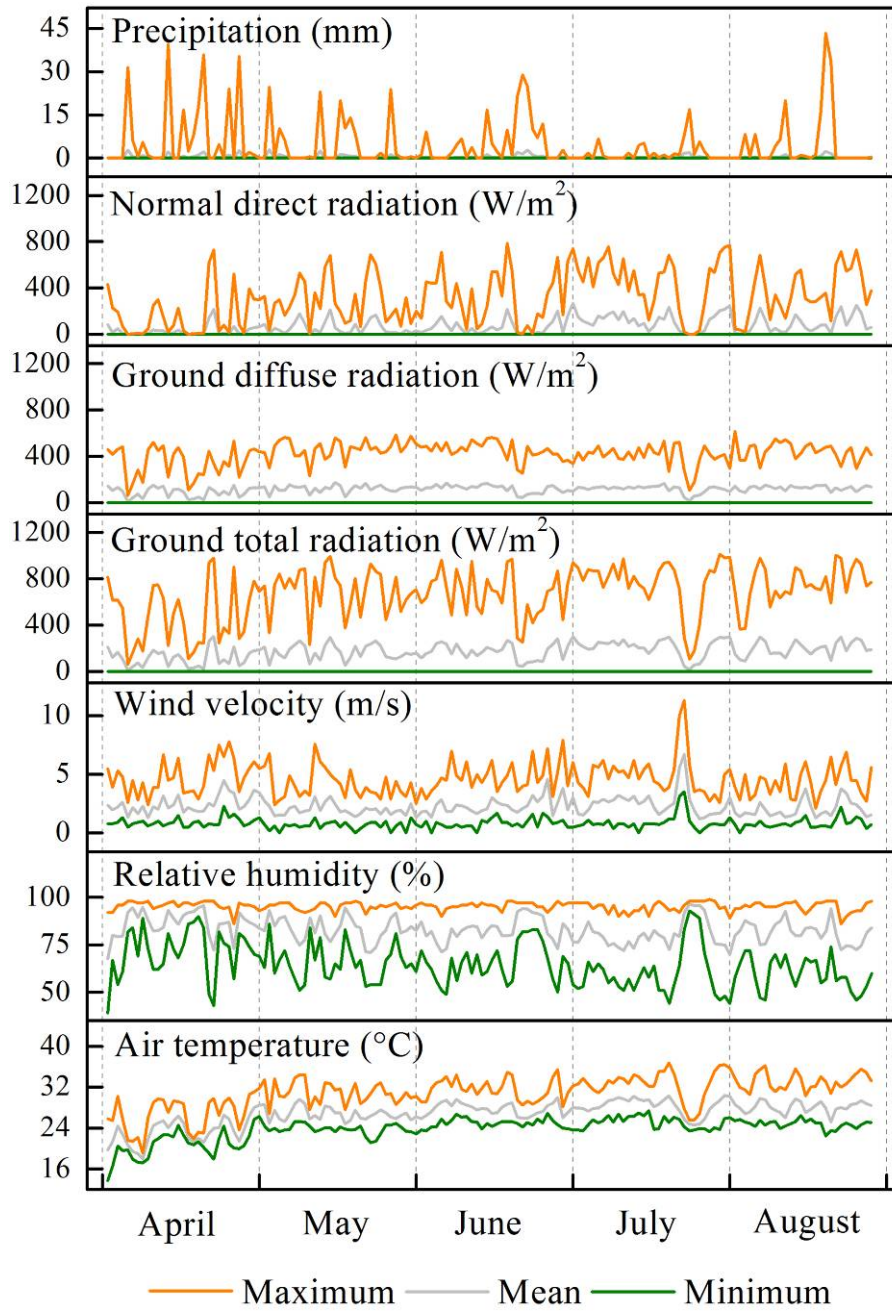 Precipitation (mm)
45
30
15
0
Normal direct radiation (W/m²)
1200
800
400
0
Ground diffuse radiation (W/m²)
1200
800
400
0
Ground total radiation (W/m²)
1200
800
400
0
Wind velocity (m/s)
10
5
0
Relative humidity (%)
100
75
50
Air temperature (°C)
40
32
24
16
April May June July August
Maximum Mean Minimum